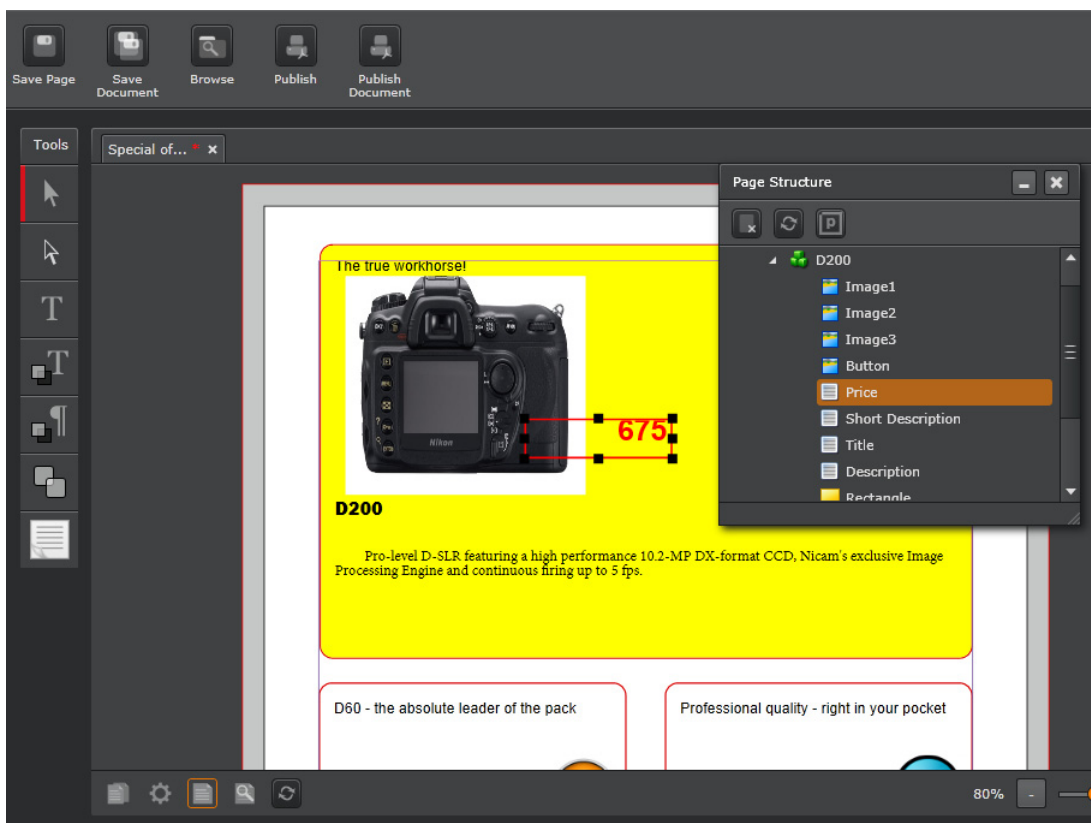 Save Page
Save
Document
Browse
Publish
Publish
Document
Tools
Special of... * ×
Page Structure
D200
Image1
Image2
Image3
Button
Price
Short Description
Title
Description
Rectangle
The true workhorse!
Nikon
675
D200
Pro-level D-SLR featuring a high performance 10.2-MP DX-format CCD, Nicam's exclusive Image
Processing Engine and continuous firing up to 5 fps.
D60 - the absolute leader of the pack
Professional quality - right in your pocket
80%